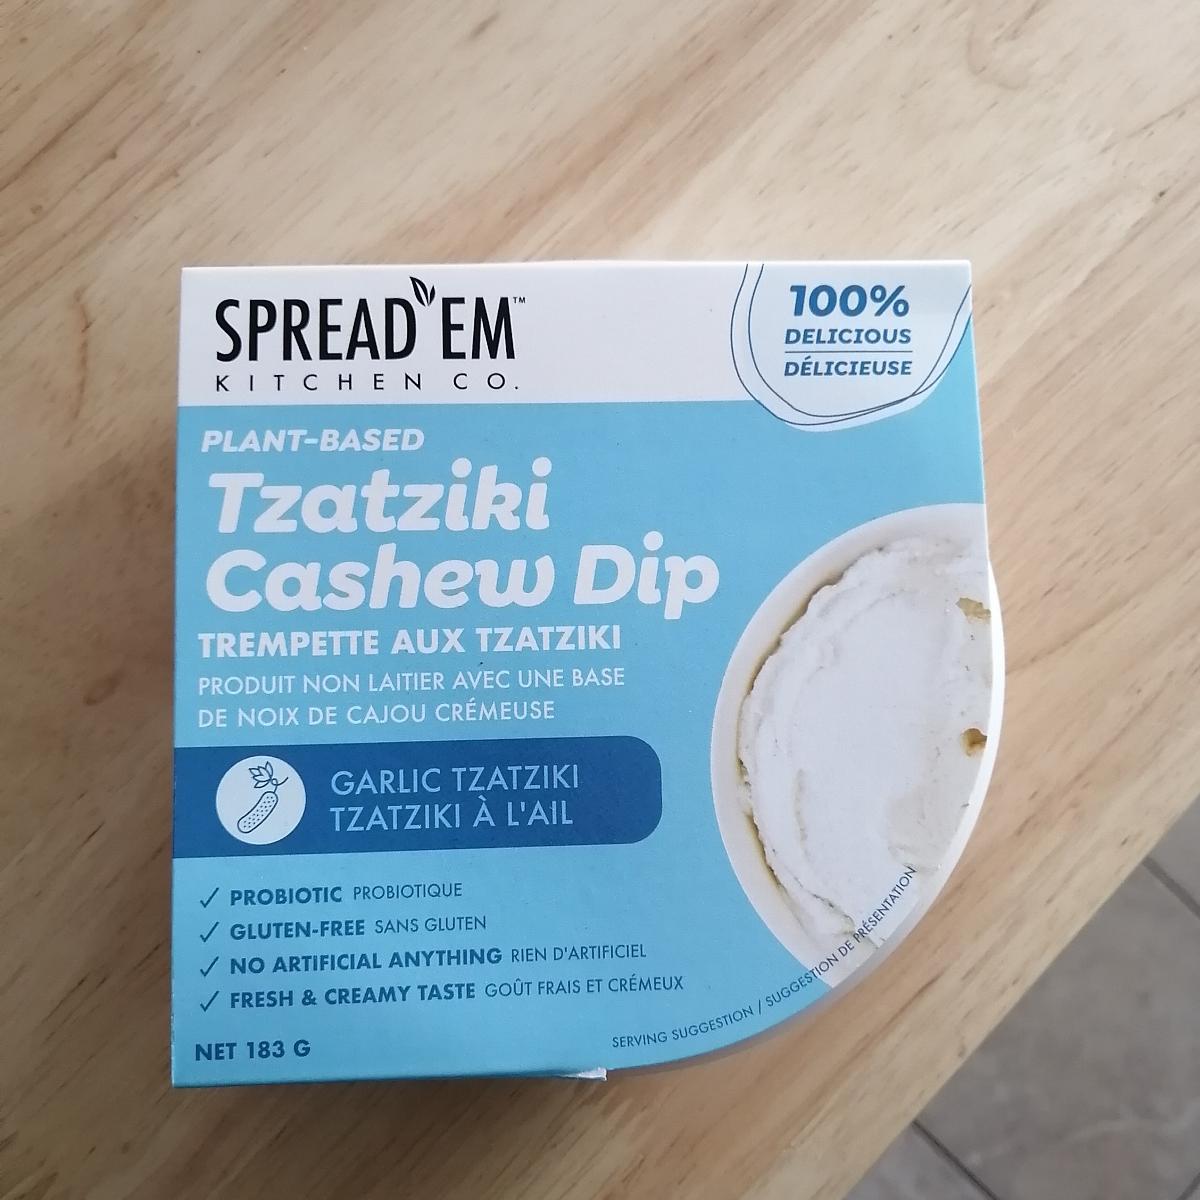 SPREAD'EM™
KITCHEN CO.
100%
DELICIOUS
DÉLICIEUSE
PLANT-BASED
Tzatziki
Cashew Dip
TREMPETTE AUX TZATZIKI
PRODUIT NON LAITIER AVEC UNE BASE
DE NOIX DE CAJOU CRÉMEUSE
GARLIC TZATZIKI
TZATZIKI À L'AIL
✓ PROBIOTIC PROBIOTIQUE
✓ GLUTEN-FREE SANS GLUTEN
✓ NO ARTIFICIAL ANYTHING RIEN D'ARTIFICIEL
✓ FRESH & CREAMY TASTE GOÛT FRAIS ET CRÉMEUX
NET 183 G
SERVING SUGGESTION / SUGGESTION DE PRÉSENTATION